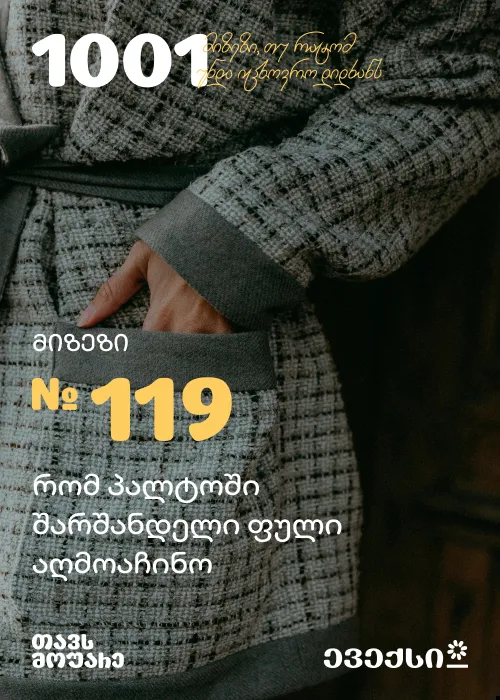 1001 მიზეზი, თუ რატომ
უნდა იცხოვრო დიდხანს
მიზეზი
№ 119
რომ პალტოში
შარშანდელი ფული
აღმოაჩინო
თავს
მოუარე
ევექსი